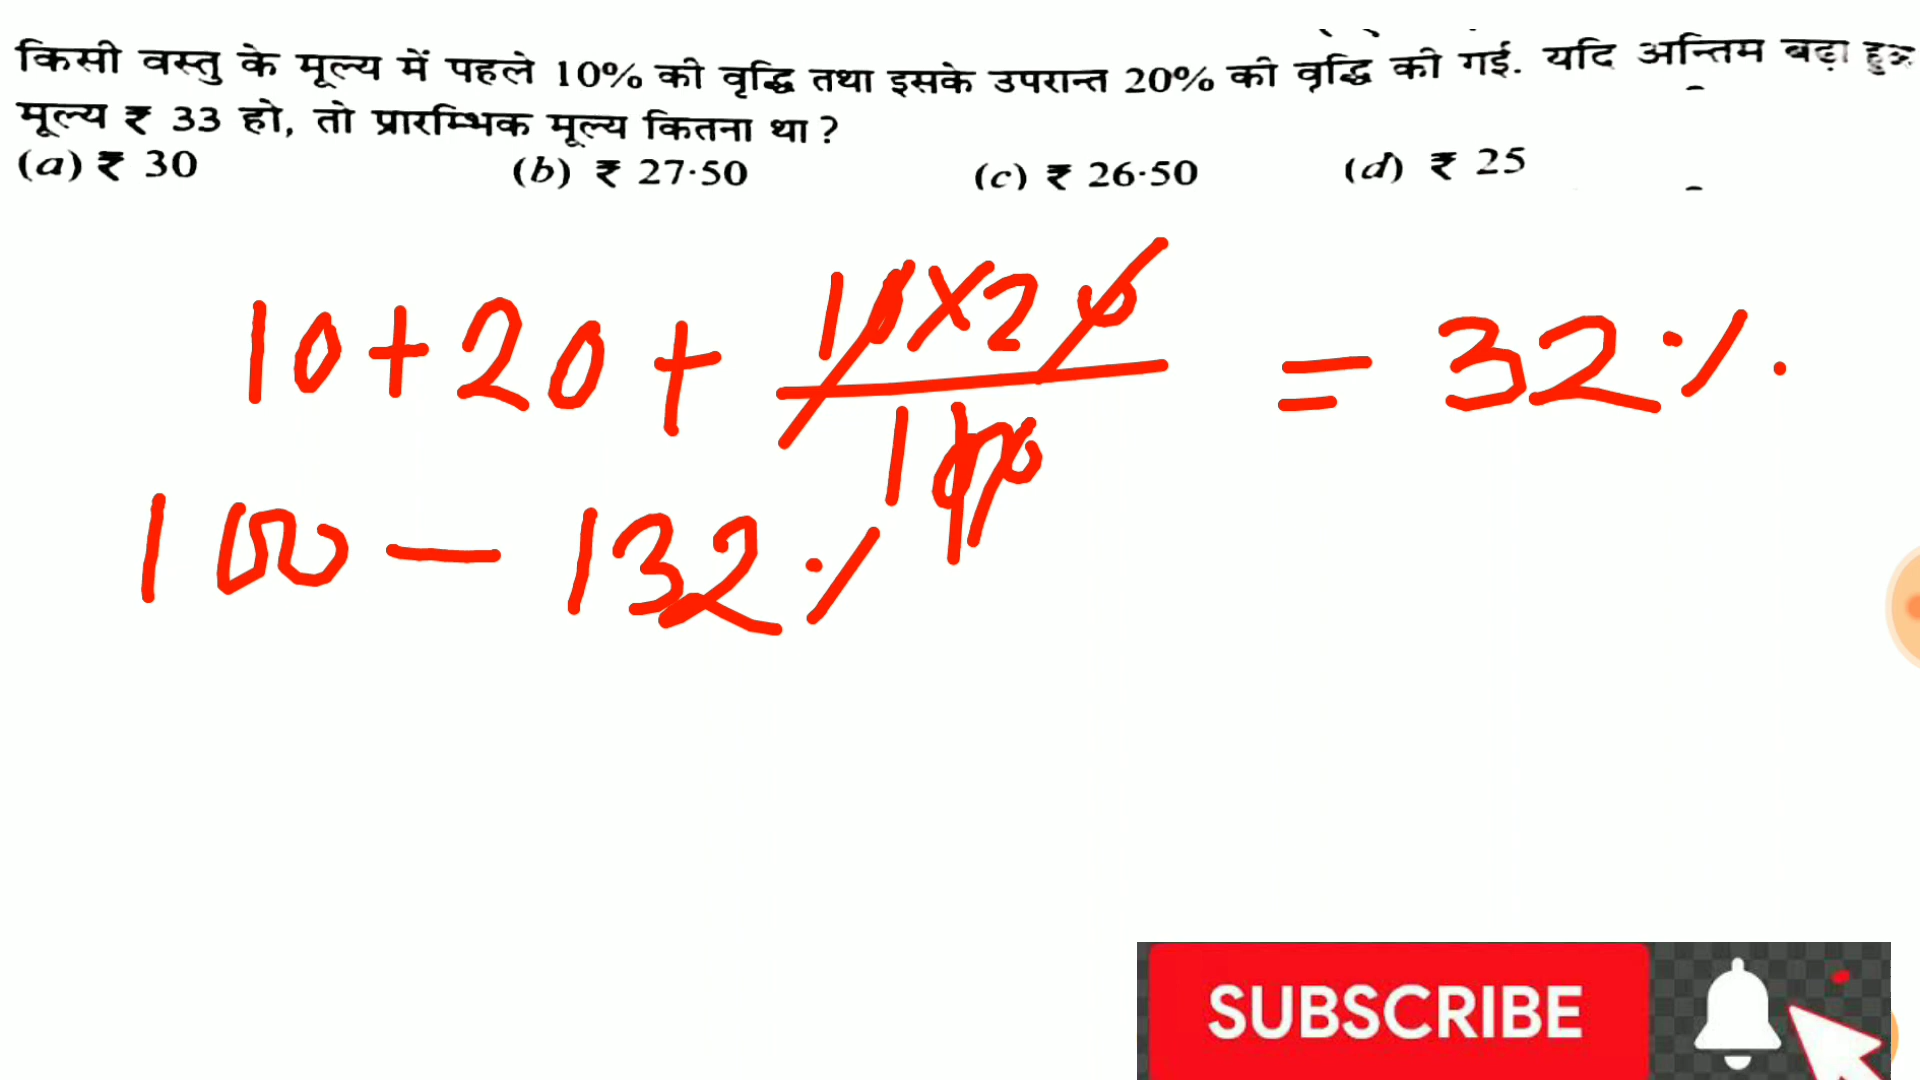 किसी वस्तु के मूल्य में पहले 10% की वृद्धि तथा इसके उपरान्त 20% की वृद्धि की गई. यदि अन्तिम बढ़ा
मूल्य ₹ 33 हो, तो प्रारम्भिक मूल्य कितना था ?
(a) ₹ 30 (b) ₹ 27·50 (c) ₹ 26·50 (d) ₹ 25
10+20+ 10×20/100 = 32%.
100 – 132%
SUBSCRIBE